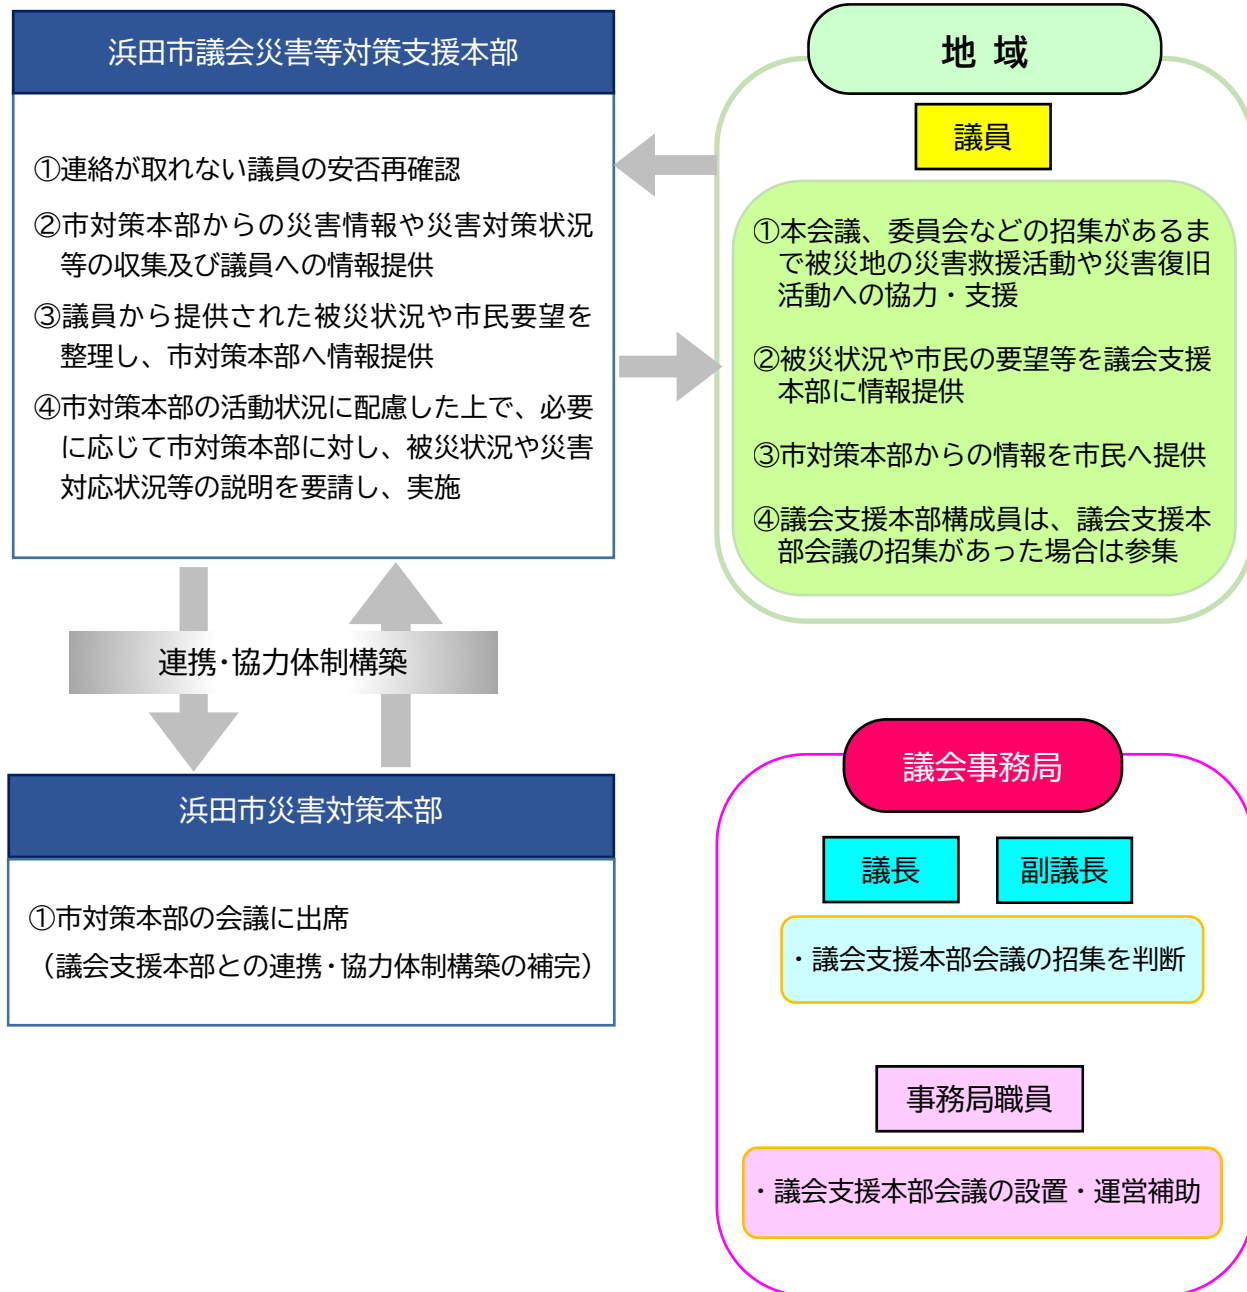 浜田市議会災害等対策支援本部
①連絡が取れない議員の安否再確認
②市対策本部からの災害情報や災害対策状況
等の収集及び議員への情報提供
③議員から提供された被災状況や市民要望を
整理し、市対策本部へ情報提供
④市対策本部の活動状況に配慮した上で、必要
に応じて市対策本部に対し、被災状況や災害
対応状況等の説明を要請し、実施
地 域
議員
①本会議、委員会などの招集があるま
で被災地の災害救援活動や災害復旧
活動への協力・支援
②被災状況や市民の要望等を議会支援
本部に情報提供
③市対策本部からの情報を市民へ提供
④議会支援本部構成員は、議会支援本
部会議の招集があった場合は参集
連携・協力体制構築
浜田市災害対策本部
①市対策本部の会議に出席
（議会支援本部との連携・協力体制構築の補完）
議会事務局
議長
副議長
・議会支援本部会議の招集を判断
事務局職員
・議会支援本部会議の設置・運営補助